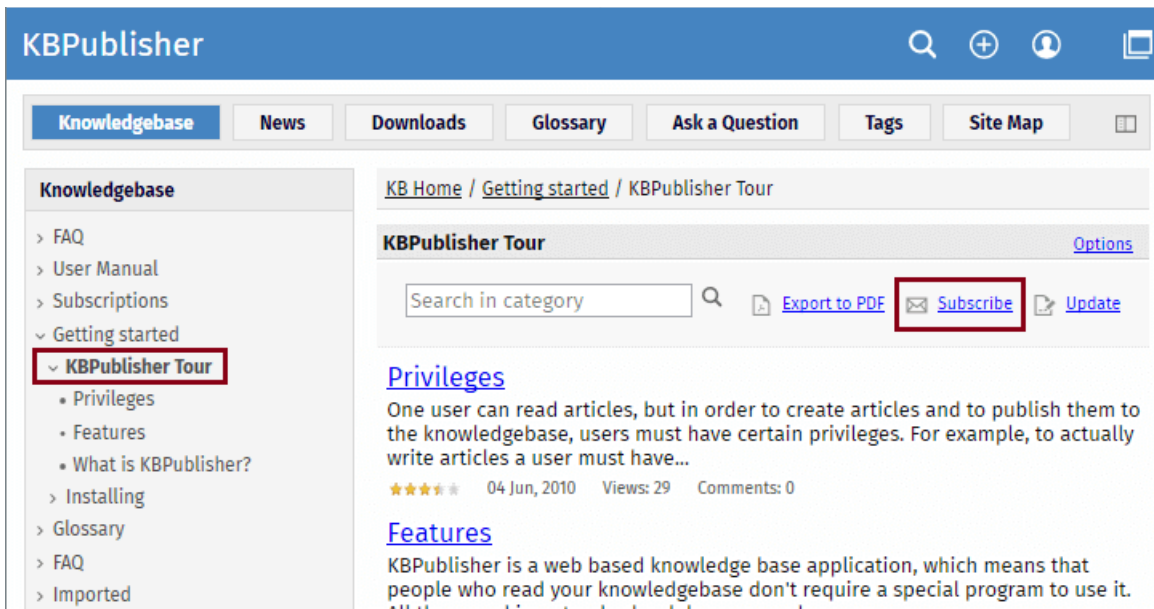 KBPublisher
Knowledgebase
News
Downloads
Glossary
Ask a Question
Tags
Site Map
Knowledgebase
FAQ
User Manual
Subscriptions
Getting started
KBPublisher Tour
Privileges
Features
What is KBPublisher?
Installing
Glossary
FAQ
Imported
KB Home / Getting started / KBPublisher Tour
KBPublisher Tour
Options
Search in category
Export to PDF
Subscribe
Update
Privileges
One user can read articles, but in order to create articles and to publish them to
the knowledgebase, users must have certain privileges. For example, to actually
write articles a user must have...
04 Jun, 2010 Views: 29 Comments: 0
Features
KBPublisher is a web based knowledge base application, which means that
people who read your knowledgebase don't require a special program to use it.